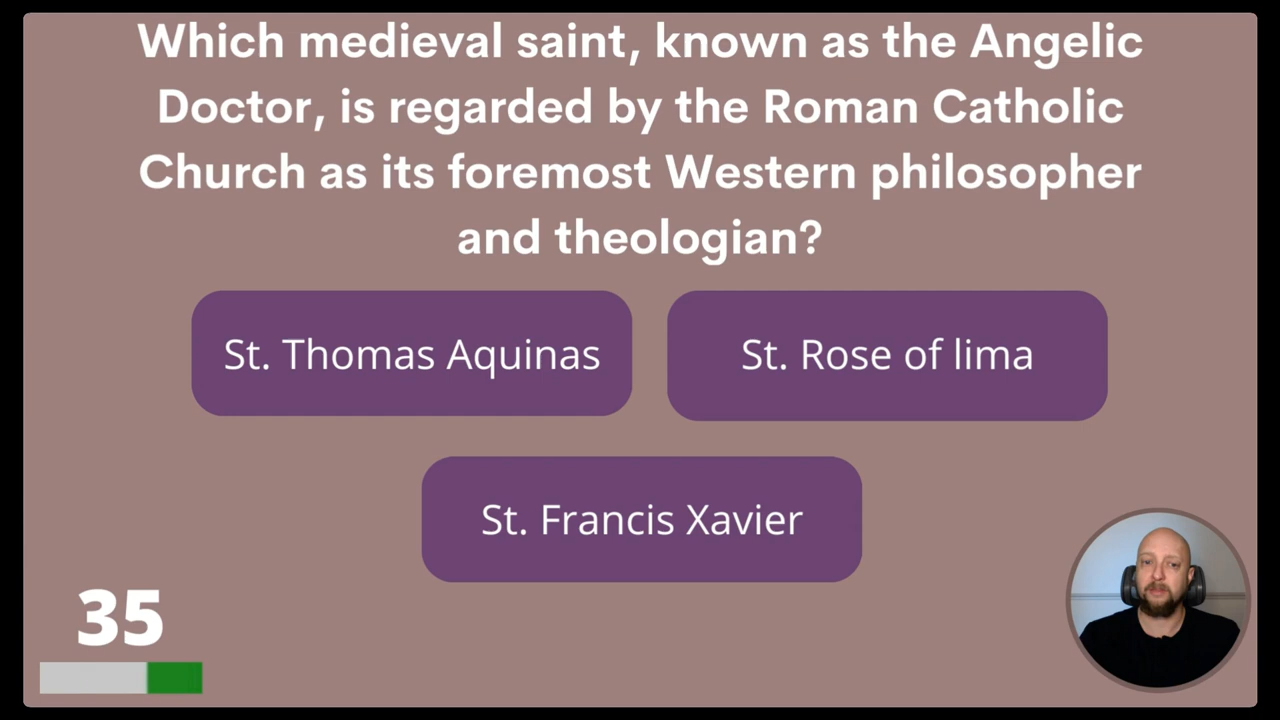 Which medieval saint, known as the Angelic
Doctor, is regarded by the Roman Catholic
Church as its foremost Western philosopher
and theologian?
St. Thomas Aquinas
St. Rose of lima
St. Francis Xavier
35